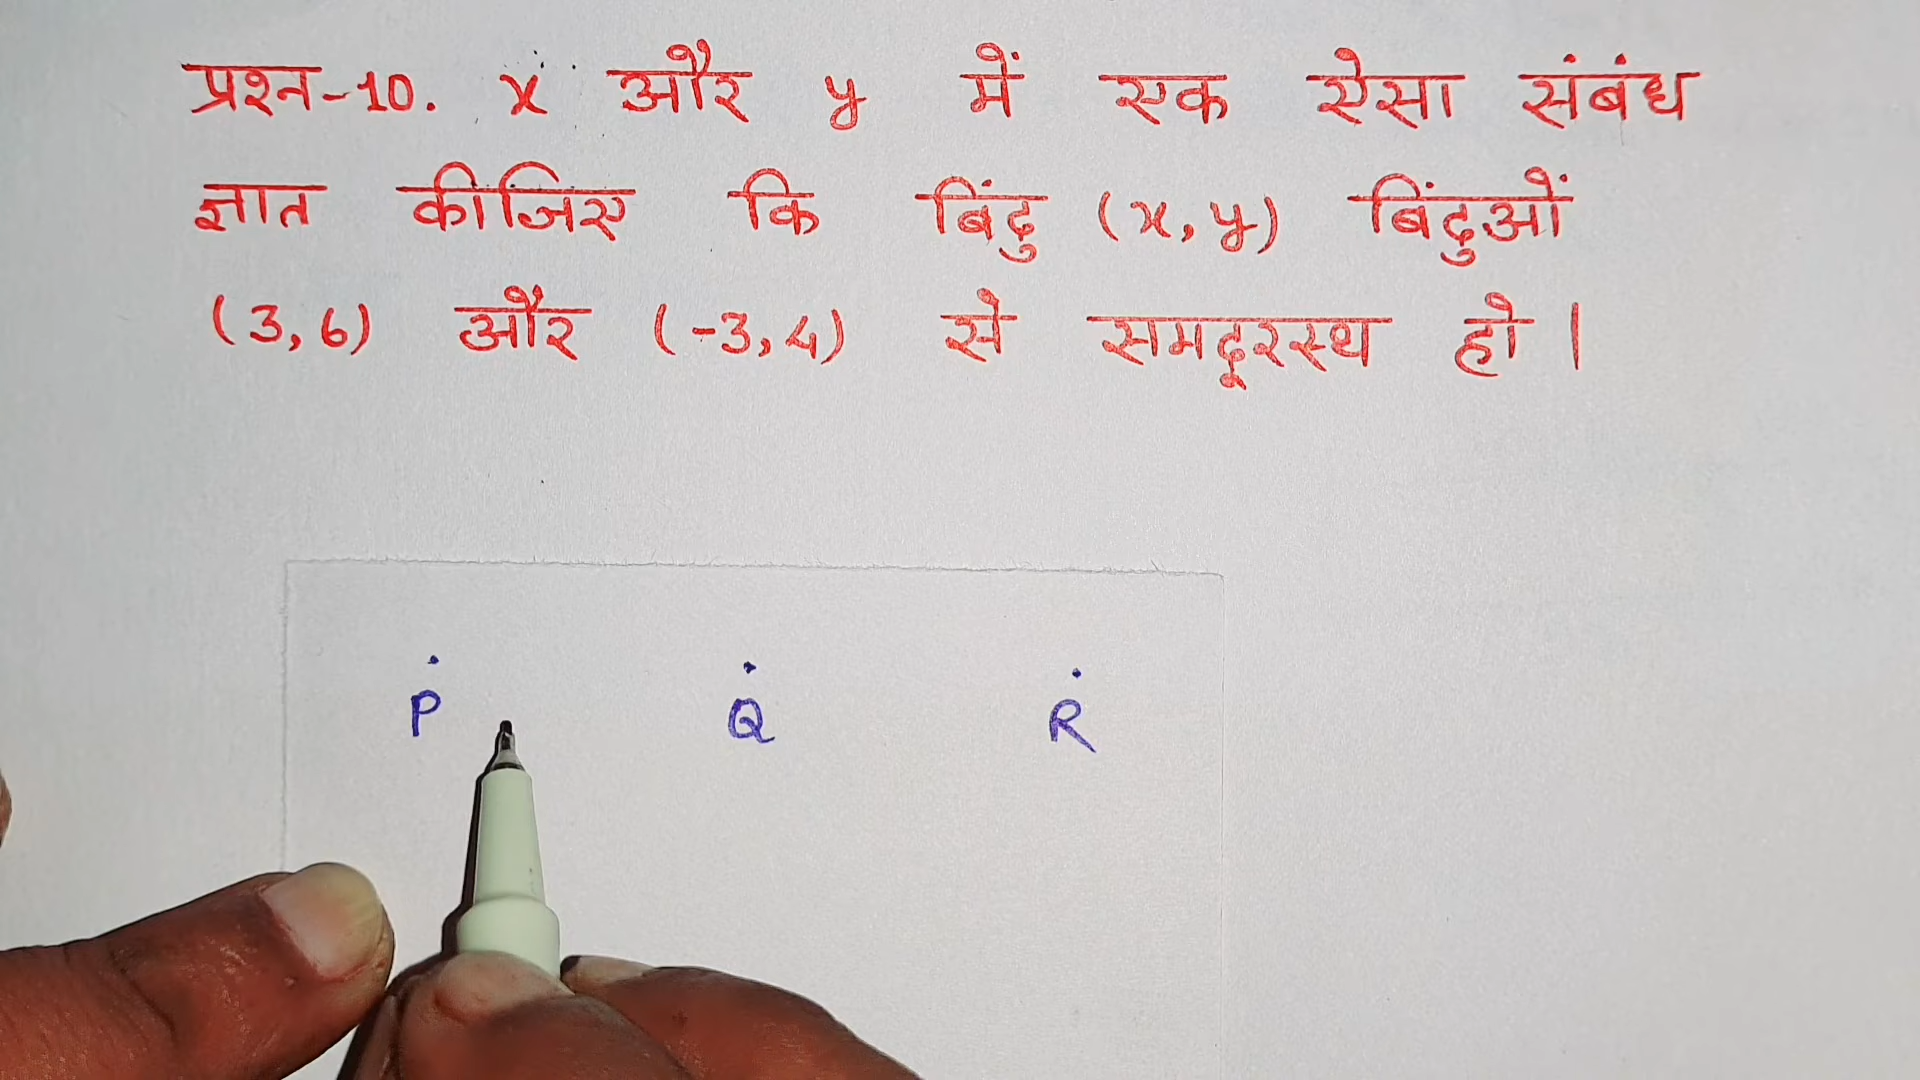 प्रश्न-10. x और y में एक ऐसा संबंध
ज्ञात कीजिए कि बिंदु (x, y) बिंदुओं
(3, 6) और (-3, 4) से समदूरस्थ हो।
P Q R